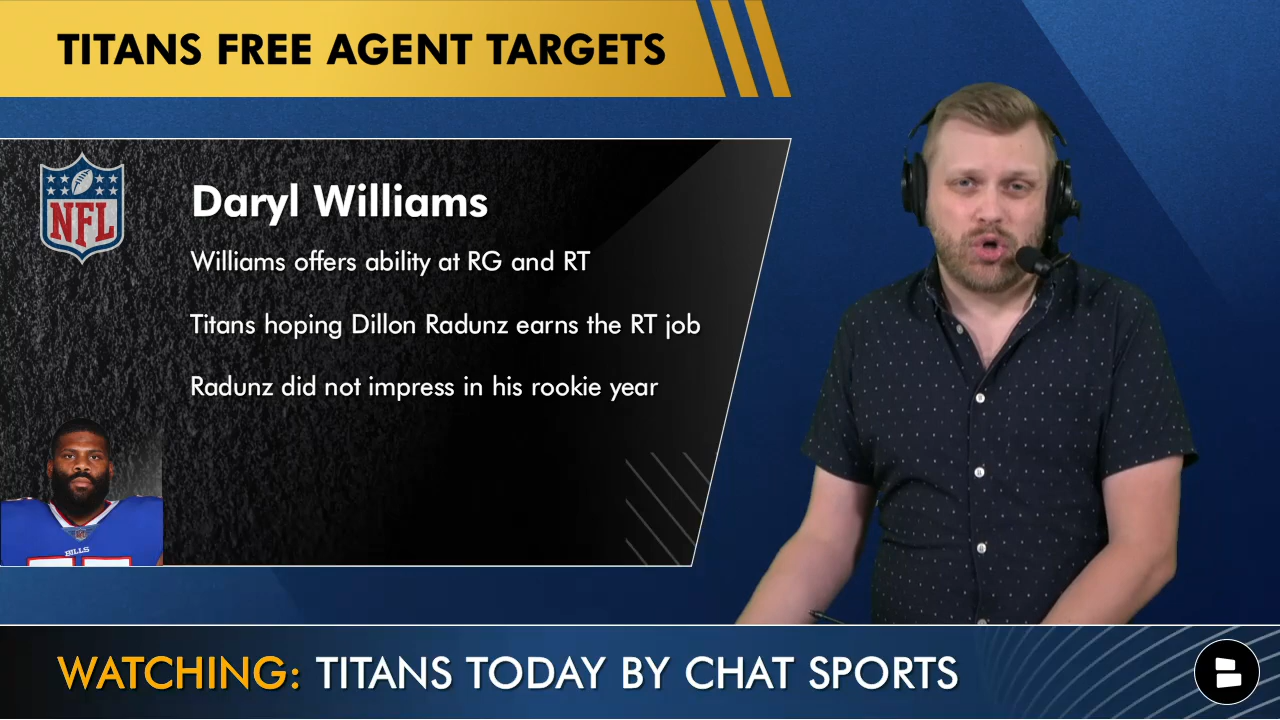 TITANS FREE AGENT TARGETS
NFL
Daryl Williams
Williams offers ability at RG and RT
Titans hoping Dillon Radunz earns the RT job
Radunz did not impress in his rookie year
BILLS
WATCHING: TITANS TODAY BY CHAT SPORTS